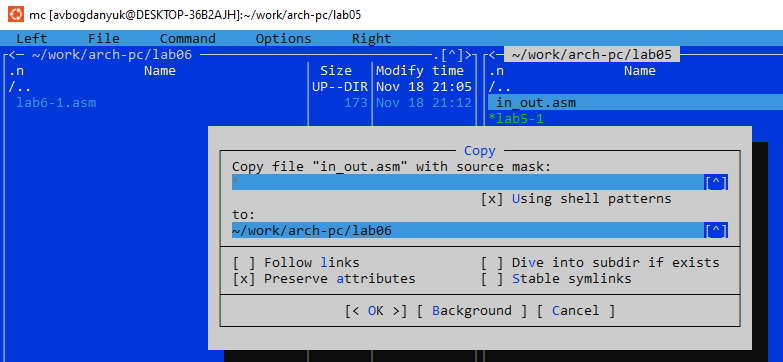 mc [avbogdanyuk@DESKTOP-36B2AJH]:~/work/arch-pc/lab05
Left File Command Options Right
<─ ~/work/arch-pc/lab06 ─.[^]> <─ ~/work/arch-pc/lab05
.n Name Size Modify time .n Name
/.. UP--DIR Nov 18 21:05 /..
lab6-1.asm 173 Nov 18 21:12 in_out.asm
*lab5-1
Copy
Copy file "in_out.asm" with source mask:
* [^]
[x] Using shell patterns
to:
~/work/arch-pc/lab06 [^]
[ ] Follow links [ ] Dive into subdir if exists
[x] Preserve attributes [ ] Stable symlinks
[< OK >] [ Background ] [ Cancel ]